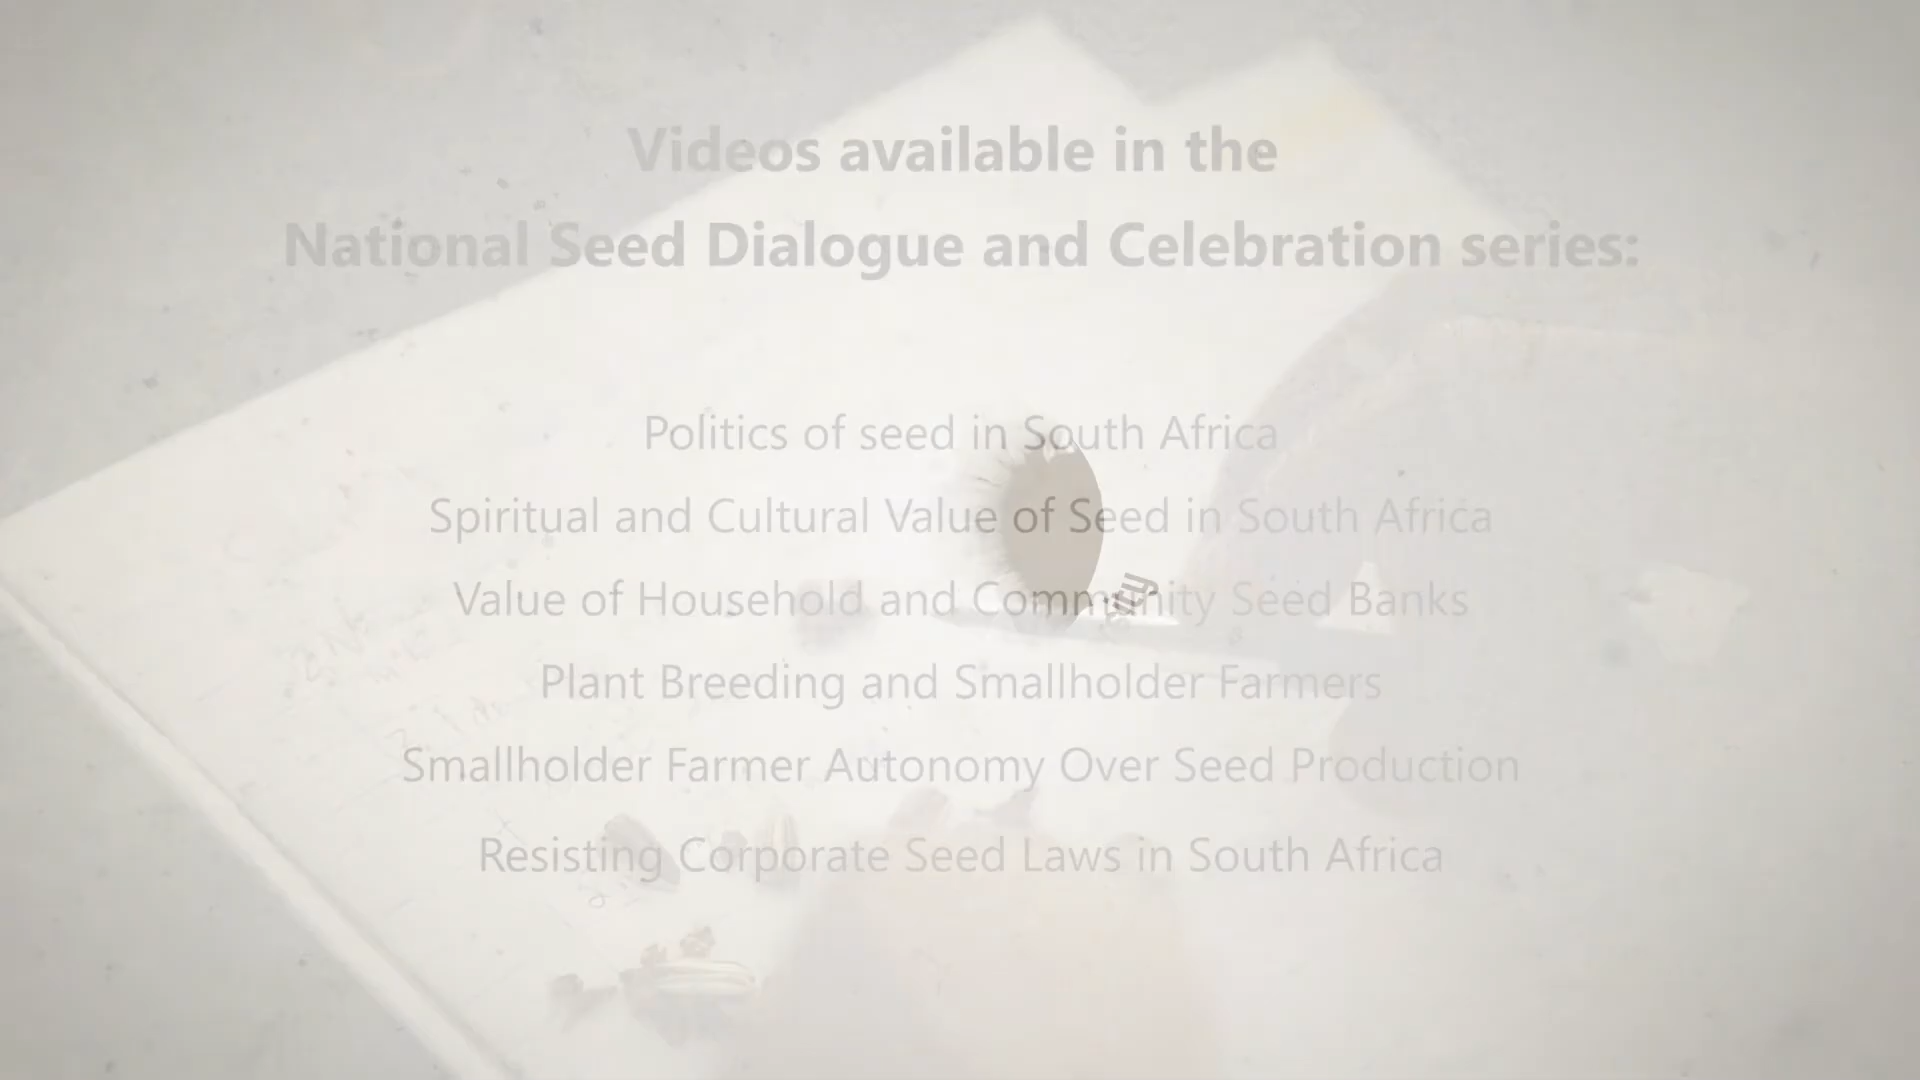 Videos available in the
National Seed Dialogue and Celebration series:
Politics of seed in South Africa
Spiritual and Cultural Value of Seed in South Africa
Value of Household and Community Seed Banks
Plant Breeding and Smallholder Farmers
Smallholder Farmer Autonomy Over Seed Production
Resisting Corporate Seed Laws in South Africa